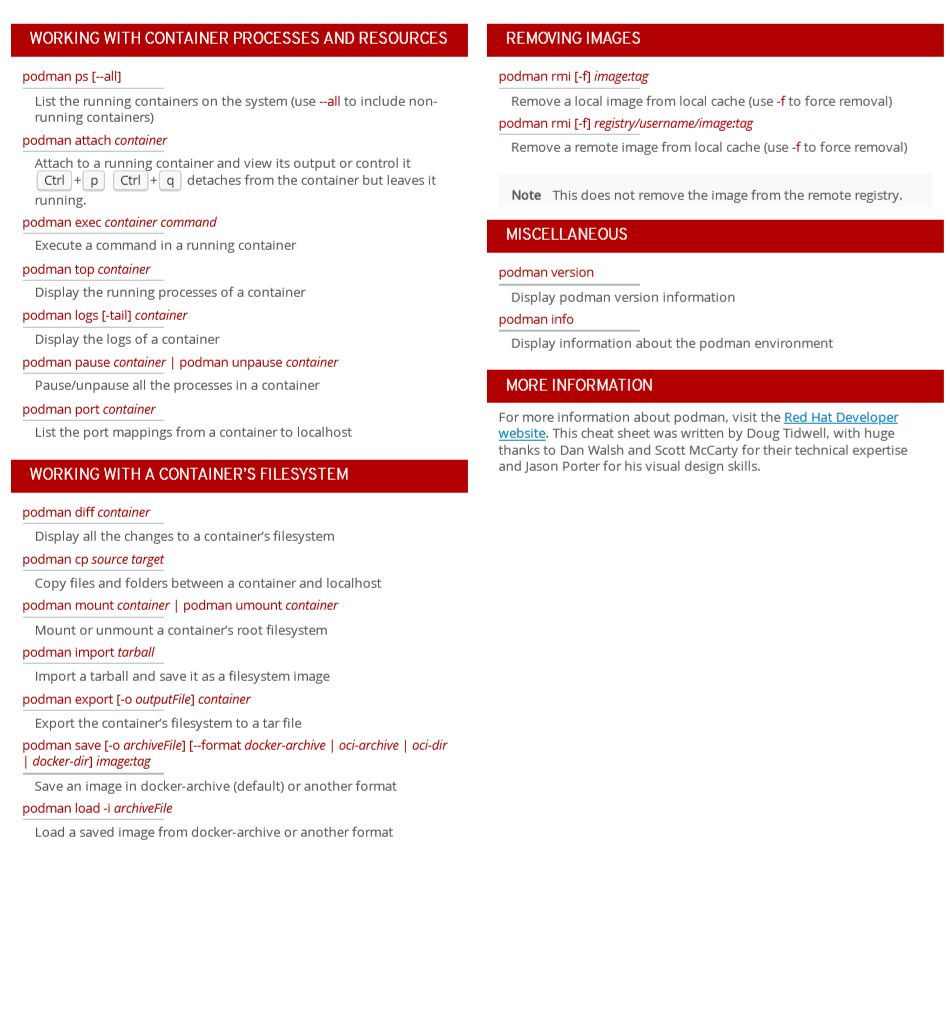 WORKING WITH CONTAINER PROCESSES AND RESOURCES
podman ps [--all]
List the running containers on the system (use --all to include non-
running containers)
podman attach container
Attach to a running container and view its output or control it
Ctrl + p Ctrl + q detaches from the container but leaves it
running.
podman exec container command
Execute a command in a running container
podman top container
Display the running processes of a container
podman logs [-tail] container
Display the logs of a container
podman pause container | podman unpause container
Pause/unpause all the processes in a container
podman port container
List the port mappings from a container to localhost
WORKING WITH A CONTAINER’S FILESYSTEM
podman diff container
Display all the changes to a container’s filesystem
podman cp source target
Copy files and folders between a container and localhost
podman mount container | podman umount container
Mount or unmount a container’s root filesystem
podman import tarball
Import a tarball and save it as a filesystem image
podman export [-o outputFile] container
Export the container’s filesystem to a tar file
podman save [-o archiveFile] [--format docker-archive | oci-archive | oci-dir
| docker-dir] image:tag
Save an image in docker-archive (default) or another format
podman load -i archiveFile
Load a saved image from docker-archive or another format
REMOVING IMAGES
podman rmi [-f] image:tag
Remove a local image from local cache (use -f to force removal)
podman rmi [-f] registry/username/image:tag
Remove a remote image from local cache (use -f to force removal)
Note This does not remove the image from the remote registry.
MISCELLANEOUS
podman version
Display podman version information
podman info
Display information about the podman environment
MORE INFORMATION
For more information about podman, visit the Red Hat Developer
website. This cheat sheet was written by Doug Tidwell, with huge
thanks to Dan Walsh and Scott McCarty for their technical expertise
and Jason Porter for his visual design skills.